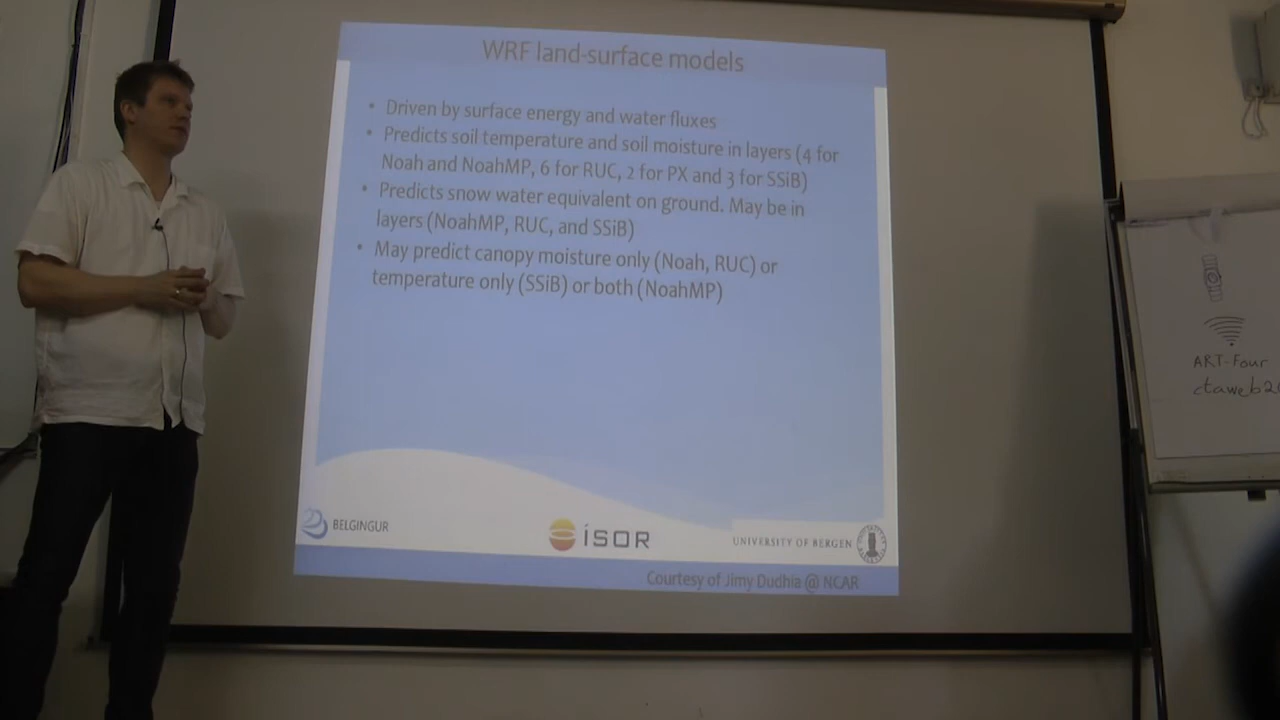 WRF land-surface models
• Driven by surface energy and water fluxes
• Predicts soil temperature and soil moisture in layers (4 for
Noah and NoahMP, 6 for RUC, 2 for PX and 3 for SSiB)
• Predicts snow water equivalent on ground. May be in
layers (NoahMP, RUC, and SSiB)
• May predict canopy moisture only (Noah, RUC) or
temperature only (SSiB) or both (NoahMP)
BELGINGUR
ÍSOR
UNIVERSITY OF BERGEN
Courtesy of Jimy Dudhia @ NCAR
ART-Four